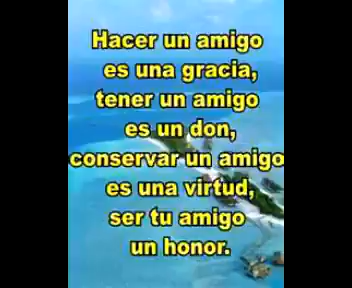 Hacer un amigo
es una gracia,
tener un amigo
es un don,
conservar un amigo
es una virtud,
ser tu amigo
un honor.